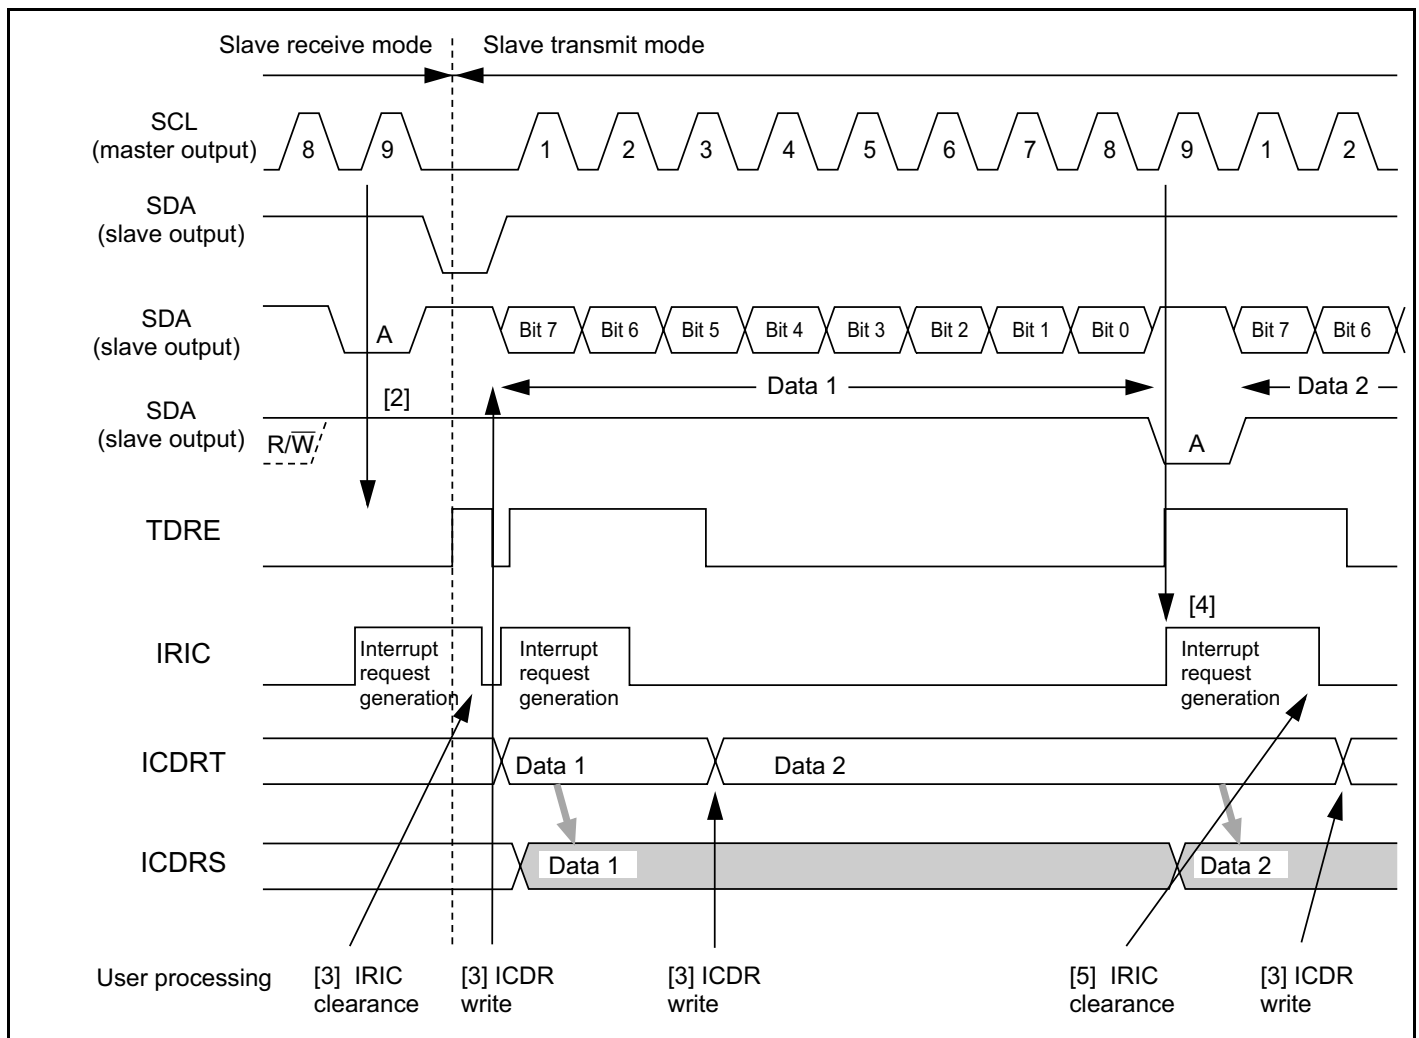 Slave receive mode Slave transmit mode
SCL
(master output)
8 9 1 2 3 4 5 6 7 8 9 1 2
SDA
(slave output)
SDA
(slave output)
A Bit 7 Bit 6 Bit 5 Bit 4 Bit 3 Bit 2 Bit 1 Bit 0 Bit 7 Bit 6
Data 1 Data 2
[2]
SDA
(slave output)
R/W̅ A
TDRE
[4]
IRIC
Interrupt
request
generation
Interrupt
request
generation
Interrupt
request
generation
ICDRT
Data 1 Data 2
ICDRS
Data 1 Data 2
User processing
[3] IRIC
clearance
[3] ICDR
write
[3] ICDR
write
[5] IRIC
clearance
[3] ICDR
write